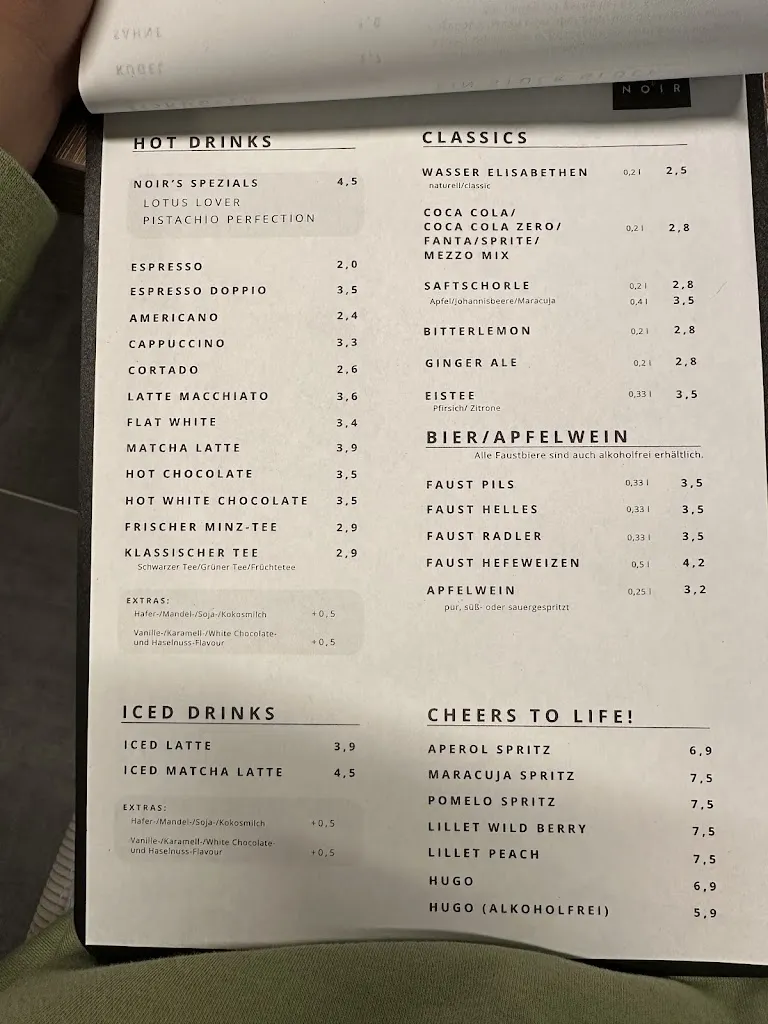 NOIR
HOT DRINKS
NOIR'S SPEZIALS 4,5
LOTUS LOVER
PISTACHIO PERFECTION
ESPRESSO 2,0
ESPRESSO DOPPIO 3,5
AMERICANO 2,4
CAPPUCCINO 3,3
CORTADO 2,6
LATTE MACCHIATO 3,6
FLAT WHITE 3,4
MATCHA LATTE 3,9
HOT CHOCOLATE 3,5
HOT WHITE CHOCOLATE 3,5
FRISCHER MINZ-TEE 2,9
KLASSISCHER TEE 2,9
Schwarzer Tee/Grüner Tee/Früchtetee
EXTRAS:
Hafer-/Mandel-/Soja-/Kokosmilch +0,5
Vanille-/Karamell-/White Chocolate-
und Haselnuss-Flavour +0,5
ICED DRINKS
ICED LATTE 3,9
ICED MATCHA LATTE 4,5
EXTRAS:
Hafer-/Mandel-/Soja-/Kokosmilch +0,5
Vanille-/Karamell-/White Chocolate-
und Haselnuss-Flavour +0,5
CLASSICS
WASSER ELISABETHEN 0,2 l 2,5
naturell/classic
COCA COLA/
COCA COLA ZERO/ 0,2 l 2,8
FANTA/SPRITE/
MEZZO MIX
SAFTSCHORLE 0,2 l 2,8
Apfel/Johannisbeere/Maracuja 0,4 l 3,5
BITTERLEMON 0,2 l 2,8
GINGER ALE 0,2 l 2,8
EISTEE 0,33 l 3,5
Pfirsich/ Zitrone
BIER/APFELWEIN
Alle Faustbiere sind auch alkoholfrei erhältlich.
FAUST PILS 0,33 l 3,5
FAUST HELLES 0,33 l 3,5
FAUST RADLER 0,33 l 3,5
FAUST HEFEWEIZEN 0,5 l 4,2
APFELWEIN 0,25 l 3,2
pur, süß- oder sauergespritzt
CHEERS TO LIFE!
APEROL SPRITZ 6,9
MARACUJA SPRITZ 7,5
POMELO SPRITZ 7,5
LILLET WILD BERRY 7,5
LILLET PEACH 7,5
HUGO 6,9
HUGO (ALKOHOLFREI) 5,9